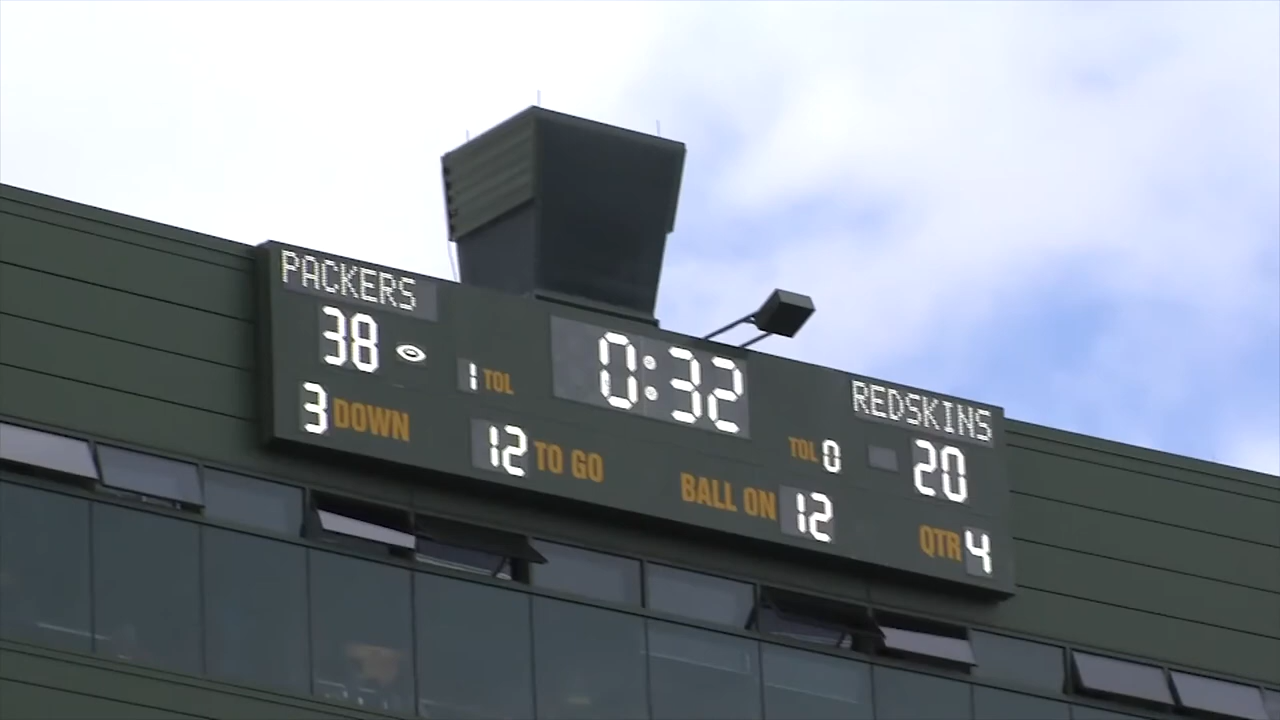 PACKERS
38
1 TOL
0:32
REDSKINS
3 DOWN
12 TO GO
TOL 0
20
BALL ON 12
QTR 4